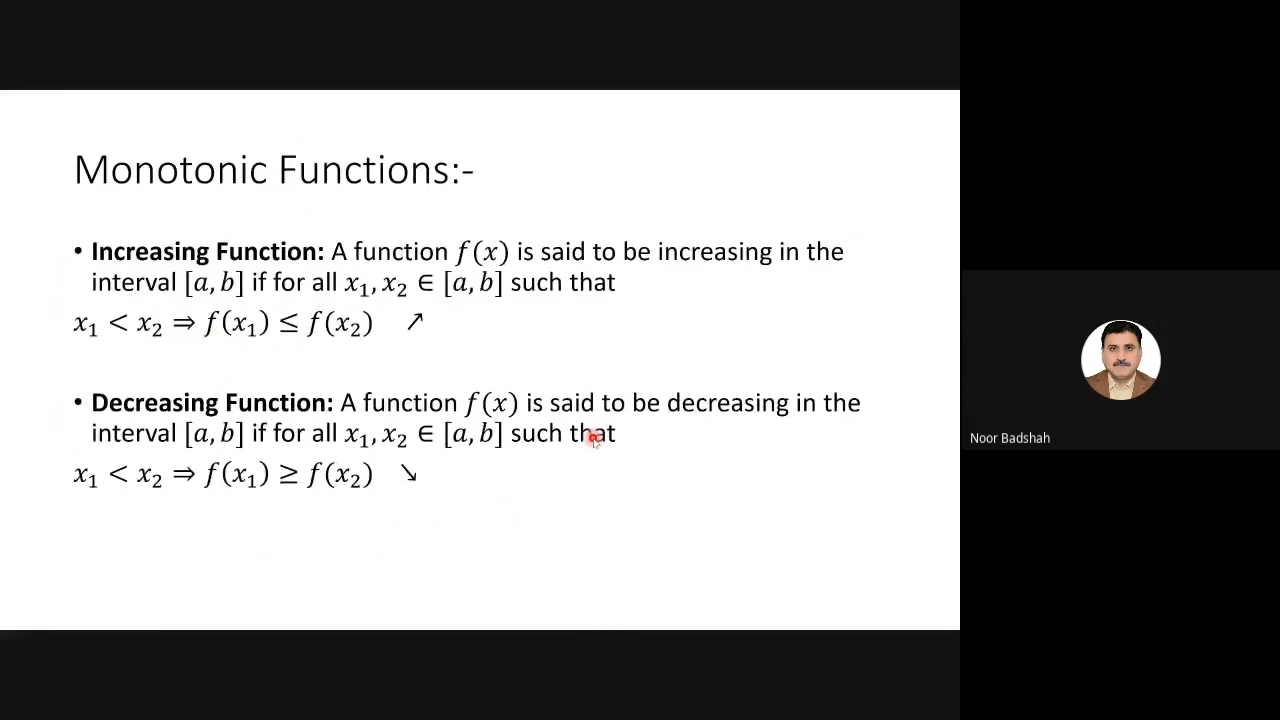 Monotonic Functions:-
• Increasing Function: A function 𝑓(𝑥) is said to be increasing in the
interval [𝑎, 𝑏] if for all 𝑥₁, 𝑥₂ ∈ [𝑎, 𝑏] such that
𝑥₁ < 𝑥₂ ⇒ 𝑓(𝑥₁) ≤ 𝑓(𝑥₂) ↗
• Decreasing Function: A function 𝑓(𝑥) is said to be decreasing in the
interval [𝑎, 𝑏] if for all 𝑥₁, 𝑥₂ ∈ [𝑎, 𝑏] such that
𝑥₁ < 𝑥₂ ⇒ 𝑓(𝑥₁) ≥ 𝑓(𝑥₂) ↘
Noor Badshah